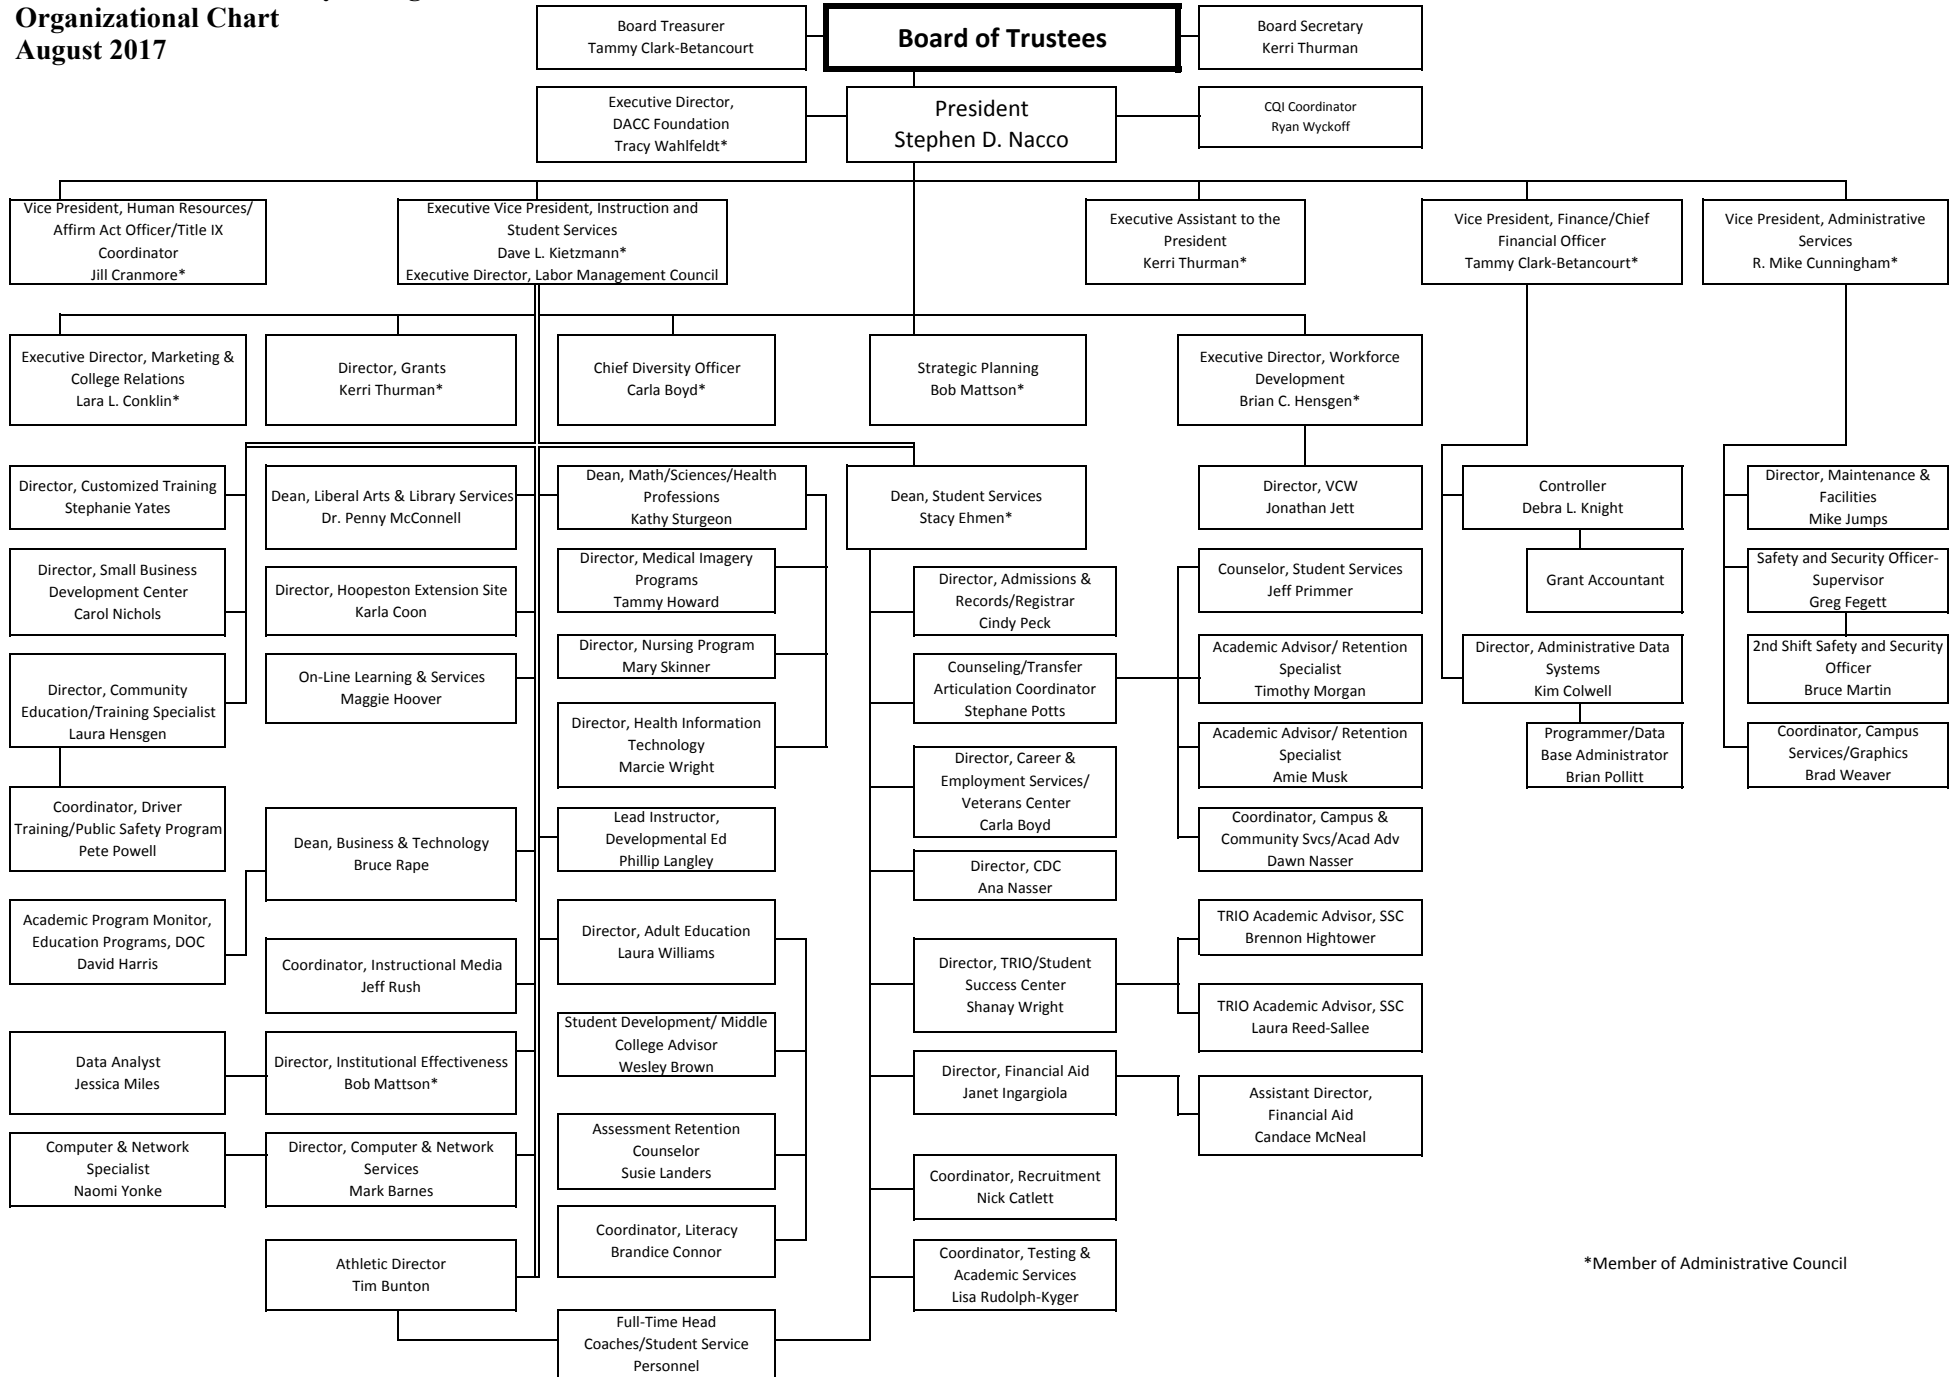 Organizational Chart
August 2017
Board Treasurer
Tammy Clark-Betancourt
Board of Trustees
Board Secretary
Kerri Thurman
Executive Director,
DACC Foundation
Tracy Wahlfeldt*
President
Stephen D. Nacco
CQI Coordinator
Ryan Wyckoff
Vice President, Human Resources/
Affirm Act Officer/Title IX
Coordinator
Jill Cranmore*
Executive Vice President, Instruction and
Student Services
Dave L. Kietzmann*
Executive Director, Labor Management Council
Executive Assistant to the
President
Kerri Thurman*
Vice President, Finance/Chief
Financial Officer
Tammy Clark-Betancourt*
Vice President, Administrative
Services
R. Mike Cunningham*
Executive Director, Marketing &
College Relations
Lara L. Conklin*
Director, Grants
Kerri Thurman*
Chief Diversity Officer
Carla Boyd*
Strategic Planning
Bob Mattson*
Executive Director, Workforce
Development
Brian C. Hensgen*
Director, Customized Training
Stephanie Yates
Dean, Liberal Arts & Library Services
Dr. Penny McConnell
Dean, Math/Sciences/Health
Professions
Kathy Sturgeon
Dean, Student Services
Stacy Ehmen*
Director, VCW
Jonathan Jett
Controller
Debra L. Knight
Director, Maintenance &
Facilities
Mike Jumps
Director, Small Business
Development Center
Carol Nichols
Director, Hoopeston Extension Site
Karla Coon
Director, Medical Imagery
Programs
Tammy Howard
Director, Admissions &
Records/Registrar
Cindy Peck
Counselor, Student Services
Jeff Primmer
Grant Accountant
Safety and Security Officer-
Supervisor
Greg Fegett
Director, Community
Education/Training Specialist
Laura Hensgen
On-Line Learning & Services
Maggie Hoover
Director, Nursing Program
Mary Skinner
Counseling/Transfer
Articulation Coordinator
Stephane Potts
Academic Advisor/ Retention
Specialist
Timothy Morgan
Director, Administrative Data
Systems
Kim Colwell
2nd Shift Safety and Security
Officer
Bruce Martin
Director, Health Information
Technology
Marcie Wright
Director, Career &
Employment Services/
Veterans Center
Carla Boyd
Academic Advisor/ Retention
Specialist
Amie Musk
Programmer/Data
Base Administrator
Brian Pollitt
Coordinator, Campus
Services/Graphics
Brad Weaver
Coordinator, Driver
Training/Public Safety Program
Pete Powell
Dean, Business & Technology
Bruce Rape
Lead Instructor,
Developmental Ed
Phillip Langley
Director, CDC
Ana Nasser
Coordinator, Campus &
Community Svcs/Acad Adv
Dawn Nasser
Academic Program Monitor,
Education Programs, DOC
David Harris
Coordinator, Instructional Media
Jeff Rush
Director, Adult Education
Laura Williams
Director, TRIO/Student
Success Center
Shanay Wright
TRIO Academic Advisor, SSC
Brennon Hightower
TRIO Academic Advisor, SSC
Laura Reed-Sallee
Data Analyst
Jessica Miles
Director, Institutional Effectiveness
Bob Mattson*
Student Development/ Middle
College Advisor
Wesley Brown
Director, Financial Aid
Janet Ingargiola
Assistant Director,
Financial Aid
Candace McNeal
Computer & Network
Specialist
Naomi Yonke
Director, Computer & Network
Services
Mark Barnes
Assessment Retention
Counselor
Susie Landers
Coordinator, Recruitment
Nick Catlett
Athletic Director
Tim Bunton
Coordinator, Literacy
Brandice Connor
Coordinator, Testing &
Academic Services
Lisa Rudolph-Kyger
*Member of Administrative Council
Full-Time Head
Coaches/Student Service
Personnel